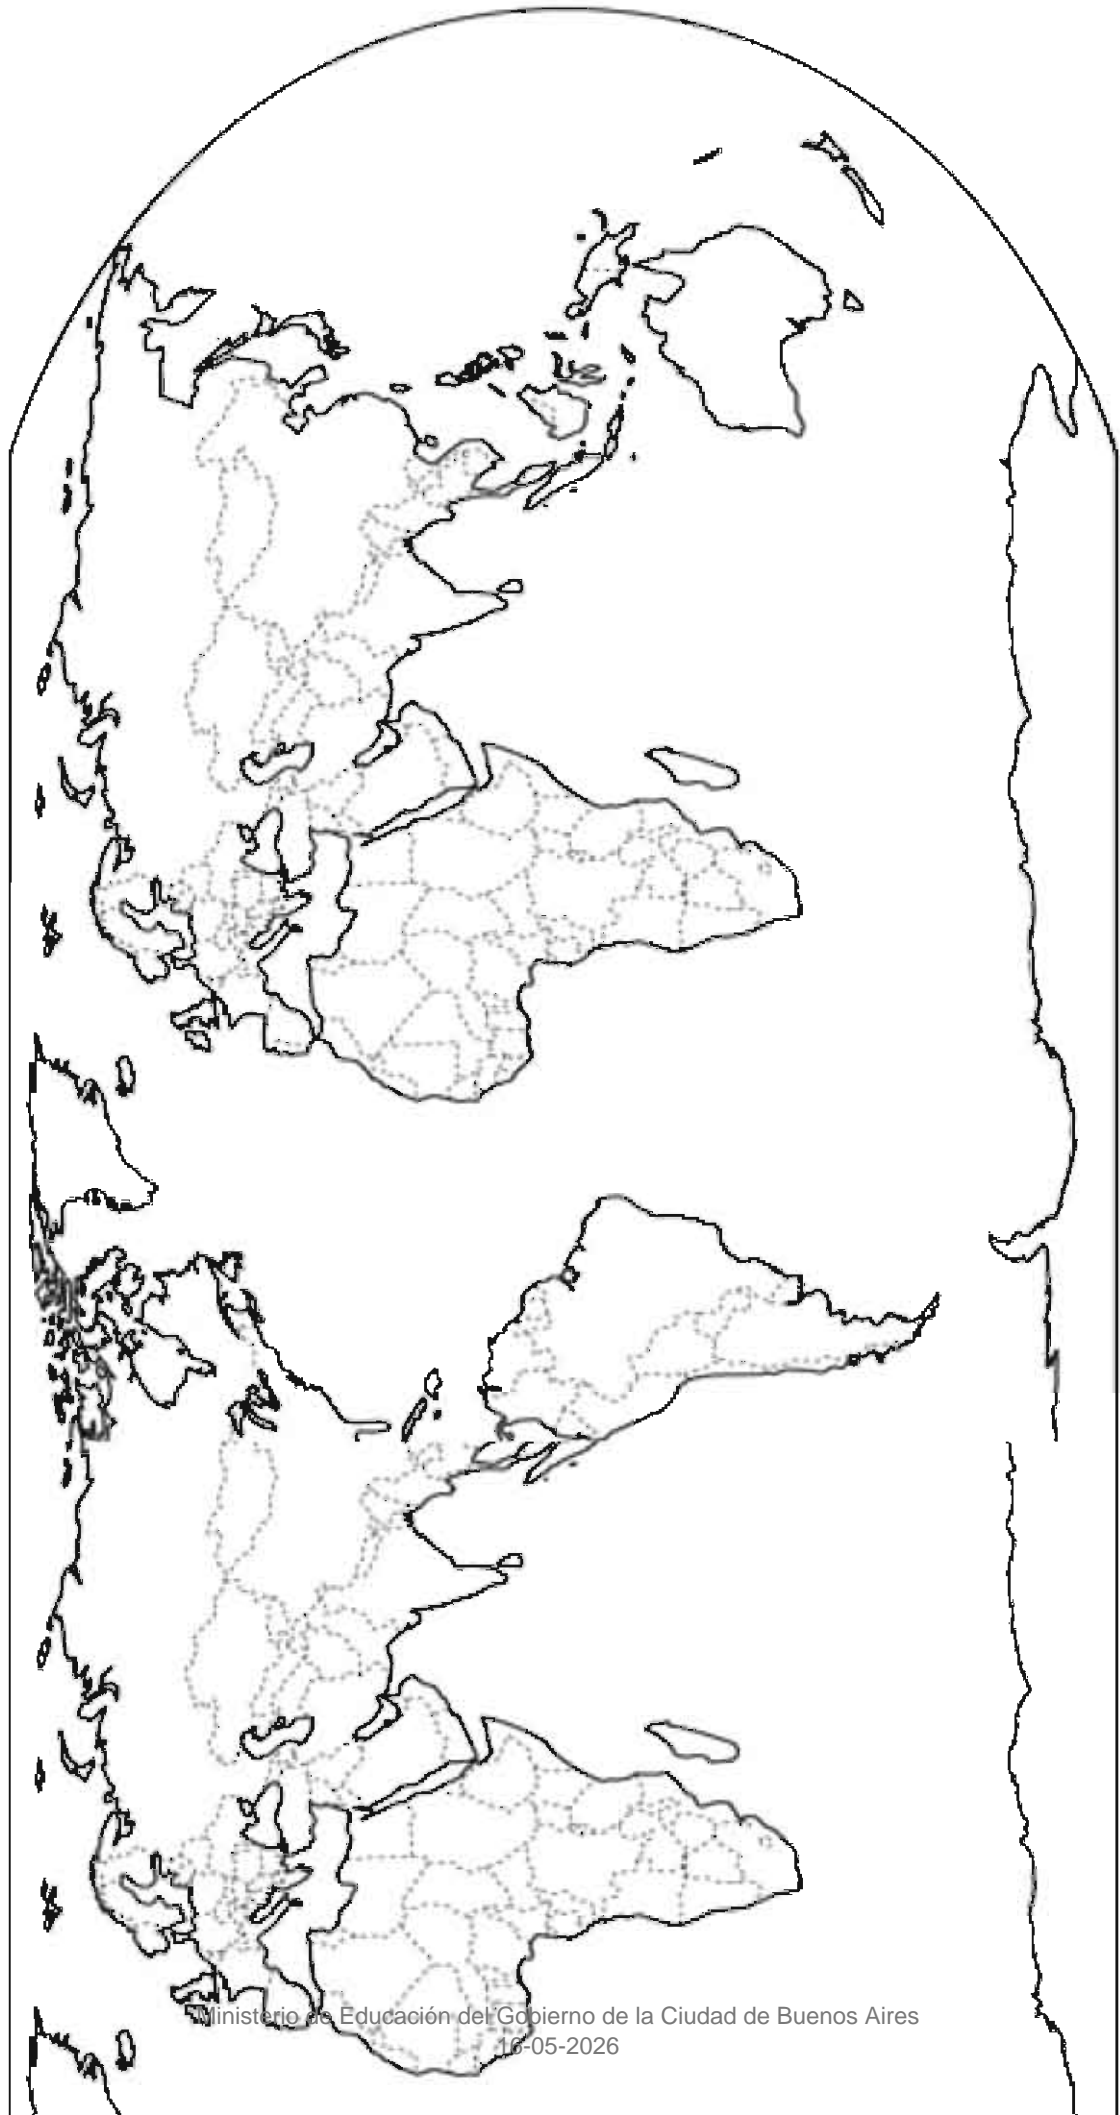 Ministerio de Educación del Gobierno de la Ciudad de Buenos Aires
16-05-2026